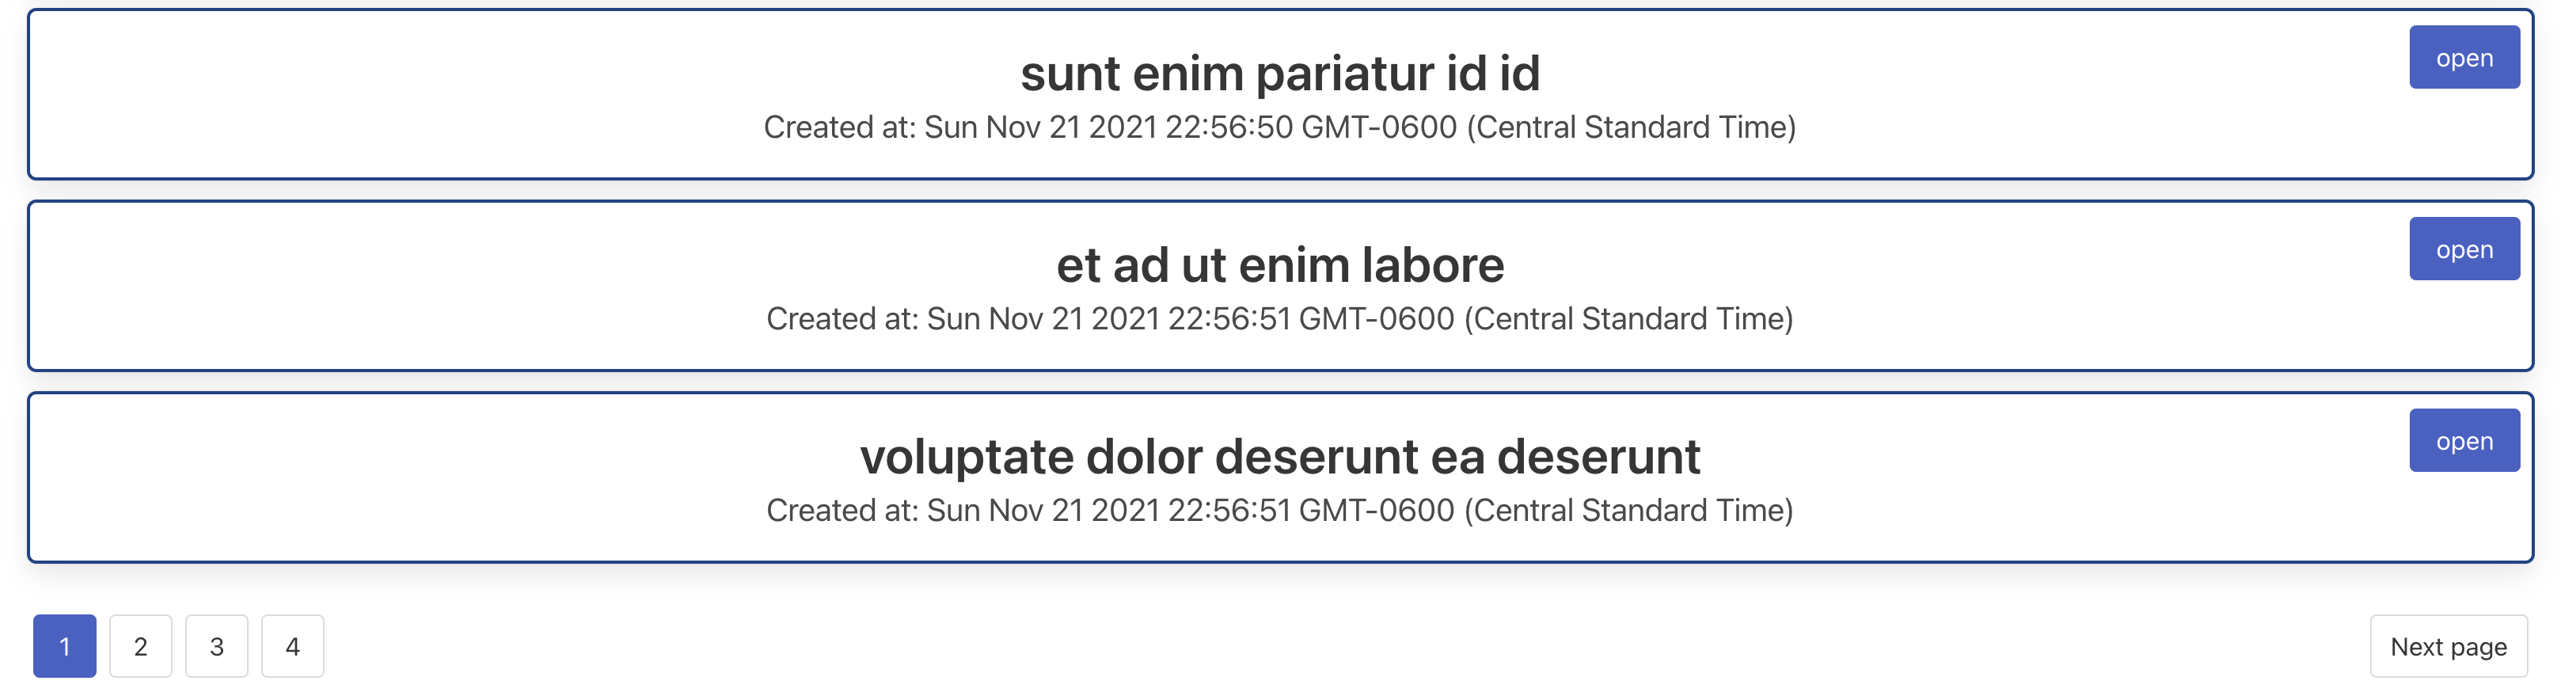 sunt enim pariatur id id
open
Created at: Sun Nov 21 2021 22:56:50 GMT-0600 (Central Standard Time)
et ad ut enim labore
open
Created at: Sun Nov 21 2021 22:56:51 GMT-0600 (Central Standard Time)
voluptate dolor deserunt ea deserunt
open
Created at: Sun Nov 21 2021 22:56:51 GMT-0600 (Central Standard Time)
1 2 3 4 Next page